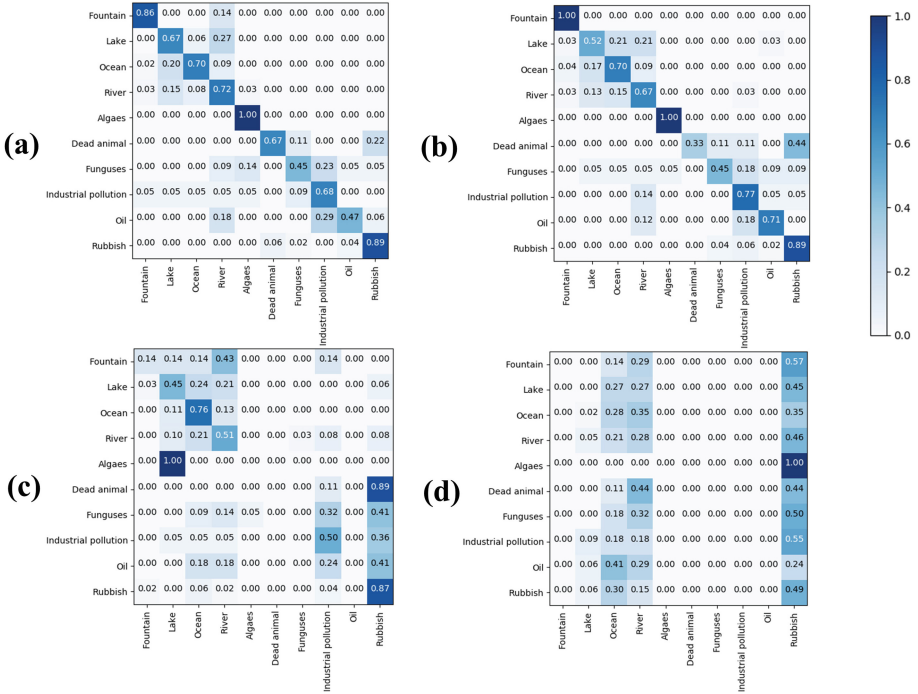 (a)
Fountain 0.86 0.00 0.00 0.14 0.00 0.00 0.00 0.00 0.00 0.00
Lake 0.00 0.67 0.06 0.27 0.00 0.00 0.00 0.00 0.00 0.00
Ocean 0.02 0.20 0.70 0.09 0.00 0.00 0.00 0.00 0.00 0.00
River 0.03 0.15 0.08 0.72 0.03 0.00 0.00 0.00 0.00 0.00
Algaes 0.00 0.00 0.00 0.00 1.00 0.00 0.00 0.00 0.00 0.00
Dead animal 0.00 0.00 0.00 0.00 0.00 0.67 0.11 0.00 0.00 0.22
Funguses 0.00 0.00 0.00 0.09 0.14 0.00 0.45 0.23 0.05 0.05
Industrial pollution 0.05 0.05 0.05 0.05 0.05 0.00 0.09 0.68 0.00 0.00
Oil 0.00 0.00 0.00 0.18 0.00 0.00 0.00 0.29 0.47 0.06
Rubbish 0.00 0.00 0.00 0.00 0.00 0.06 0.02 0.00 0.04 0.89
Fountain
Lake
Ocean
River
Algaes
Dead animal
Funguses
Industrial pollution
Oil
Rubbish
(b)
Fountain 1.00 0.00 0.00 0.00 0.00 0.00 0.00 0.00 0.00 0.00
Lake 0.03 0.52 0.21 0.21 0.00 0.00 0.00 0.00 0.03 0.00
Ocean 0.04 0.17 0.70 0.09 0.00 0.00 0.00 0.00 0.00 0.00
River 0.03 0.13 0.15 0.67 0.00 0.00 0.00 0.03 0.00 0.00
Algaes 0.00 0.00 0.00 0.00 1.00 0.00 0.00 0.00 0.00 0.00
Dead animal 0.00 0.00 0.00 0.00 0.00 0.33 0.11 0.11 0.00 0.44
Funguses 0.00 0.05 0.05 0.05 0.05 0.00 0.45 0.18 0.09 0.09
Industrial pollution 0.00 0.00 0.00 0.14 0.00 0.00 0.00 0.77 0.05 0.05
Oil 0.00 0.00 0.00 0.12 0.00 0.00 0.00 0.18 0.71 0.00
Rubbish 0.00 0.00 0.00 0.00 0.00 0.00 0.04 0.06 0.02 0.89
Fountain
Lake
Ocean
River
Algaes
Dead animal
Funguses
Industrial pollution
Oil
Rubbish
1.0
0.8
0.6
0.4
0.2
0.0
(c)
Fountain 0.14 0.14 0.14 0.43 0.00 0.00 0.00 0.14 0.00 0.00
Lake 0.03 0.45 0.24 0.21 0.00 0.00 0.00 0.00 0.00 0.06
Ocean 0.00 0.11 0.76 0.13 0.00 0.00 0.00 0.00 0.00 0.00
River 0.00 0.10 0.21 0.51 0.00 0.00 0.03 0.08 0.00 0.08
Algaes 0.00 1.00 0.00 0.00 0.00 0.00 0.00 0.00 0.00 0.00
Dead animal 0.00 0.00 0.00 0.00 0.00 0.00 0.00 0.11 0.00 0.89
Funguses 0.00 0.00 0.09 0.14 0.05 0.00 0.00 0.32 0.00 0.41
Industrial pollution 0.00 0.05 0.05 0.05 0.00 0.00 0.00 0.50 0.00 0.36
Oil 0.00 0.00 0.18 0.18 0.00 0.00 0.00 0.24 0.00 0.41
Rubbish 0.02 0.00 0.06 0.02 0.00 0.00 0.00 0.04 0.00 0.87
Fountain
Lake
Ocean
River
Algaes
Dead animal
Funguses
Industrial pollution
Oil
Rubbish
(d)
Fountain 0.00 0.00 0.14 0.29 0.00 0.00 0.00 0.00 0.00 0.57
Lake 0.00 0.00 0.27 0.27 0.00 0.00 0.00 0.00 0.00 0.45
Ocean 0.00 0.02 0.28 0.35 0.00 0.00 0.00 0.00 0.00 0.35
River 0.00 0.05 0.21 0.28 0.00 0.00 0.00 0.00 0.00 0.46
Algaes 0.00 0.00 0.00 0.00 0.00 0.00 0.00 0.00 0.00 1.00
Dead animal 0.00 0.00 0.11 0.44 0.00 0.00 0.00 0.00 0.00 0.44
Funguses 0.00 0.00 0.18 0.32 0.00 0.00 0.00 0.00 0.00 0.50
Industrial pollution 0.00 0.09 0.18 0.18 0.00 0.00 0.00 0.00 0.00 0.55
Oil 0.00 0.06 0.41 0.29 0.00 0.00 0.00 0.00 0.00 0.24
Rubbish 0.00 0.06 0.30 0.15 0.00 0.00 0.00 0.00 0.00 0.49
Fountain
Lake
Ocean
River
Algaes
Dead animal
Funguses
Industrial pollution
Oil
Rubbish